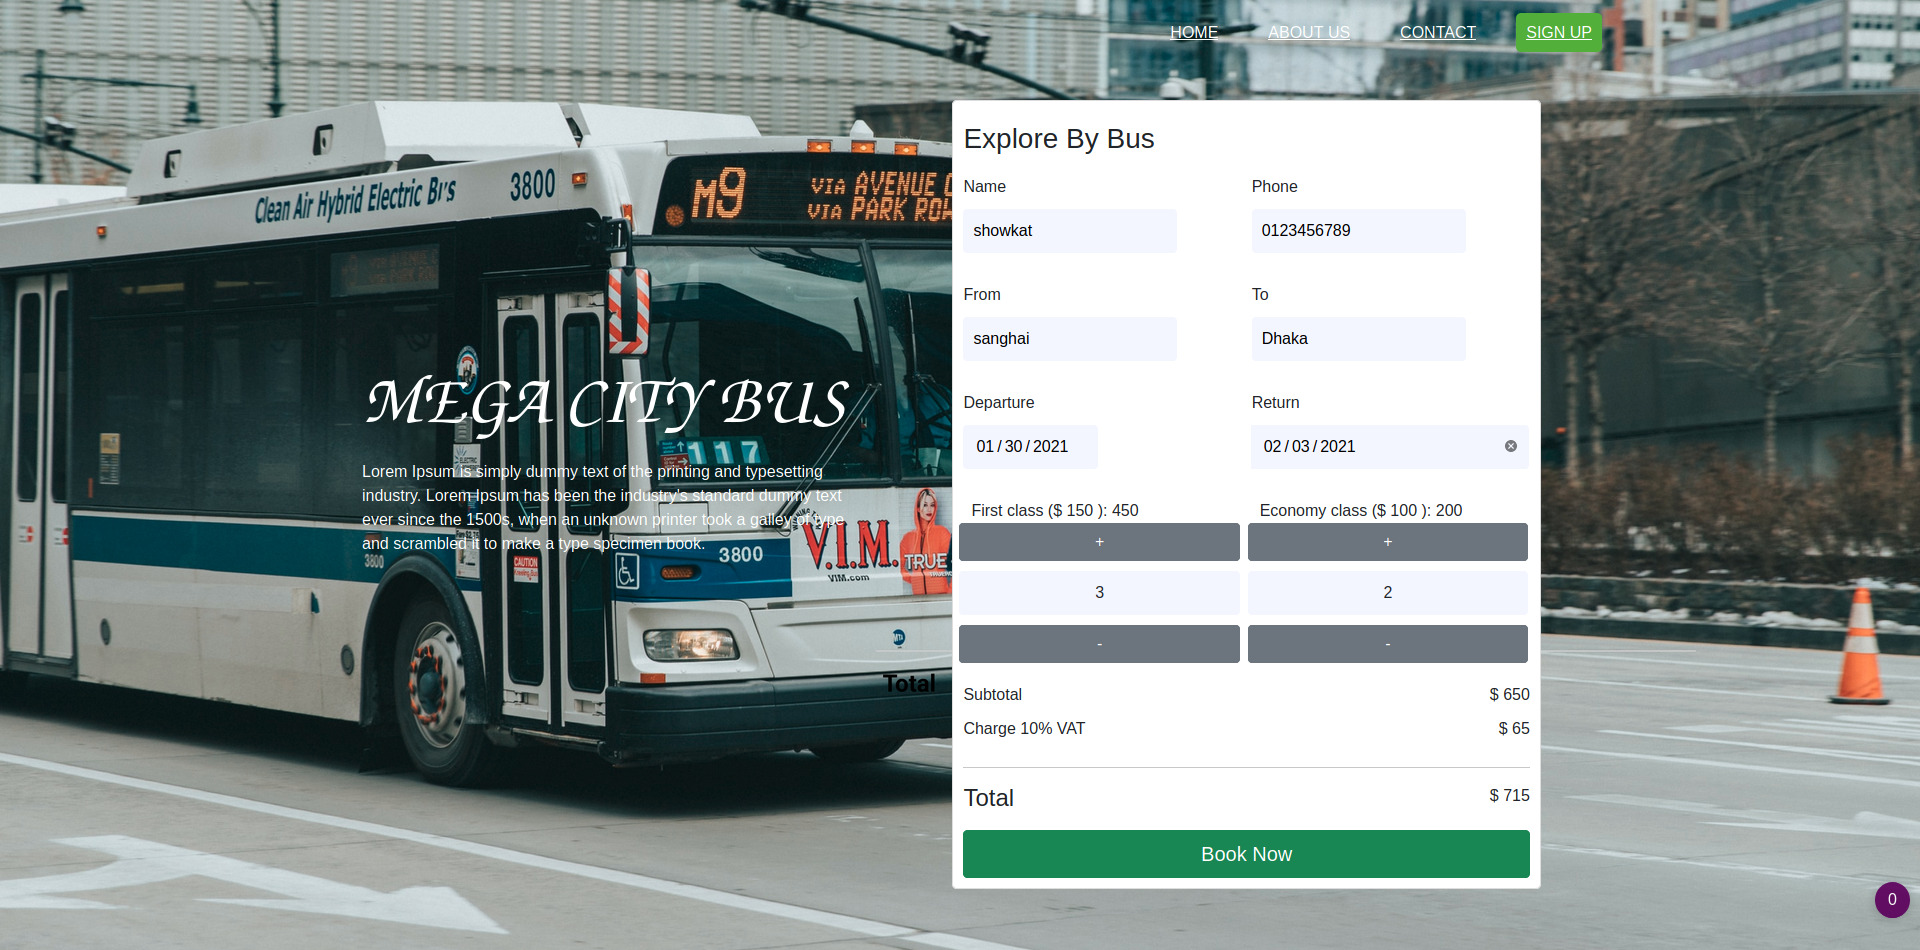 HOME ABOUT US CONTACT SIGN UP
Clean Air Hybrid Electric
3800
M9 VIA AVENUE
VIA PARK ROW
MEGA CITY BUS
Lorem Ipsum is simply dummy text of the printing and typesetting
industry. Lorem Ipsum has been the industry's standard dummy text
ever since the 1500s, when an unknown printer took a galley of type
and scrambled it to make a type specimen book.
117
V.I.M.
VIM.com
TRUE
3800
3800
CAUTION
MTA
Total
Explore By Bus
Name Phone
showkat 0123456789
From To
sanghai Dhaka
Departure Return
01/30/2021 02/03/2021
First class ($ 150 ): 450 Economy class ($ 100 ): 200
+ +
3 2
- -
Subtotal $ 650
Charge 10% VAT $ 65
Total $ 715
Book Now
0